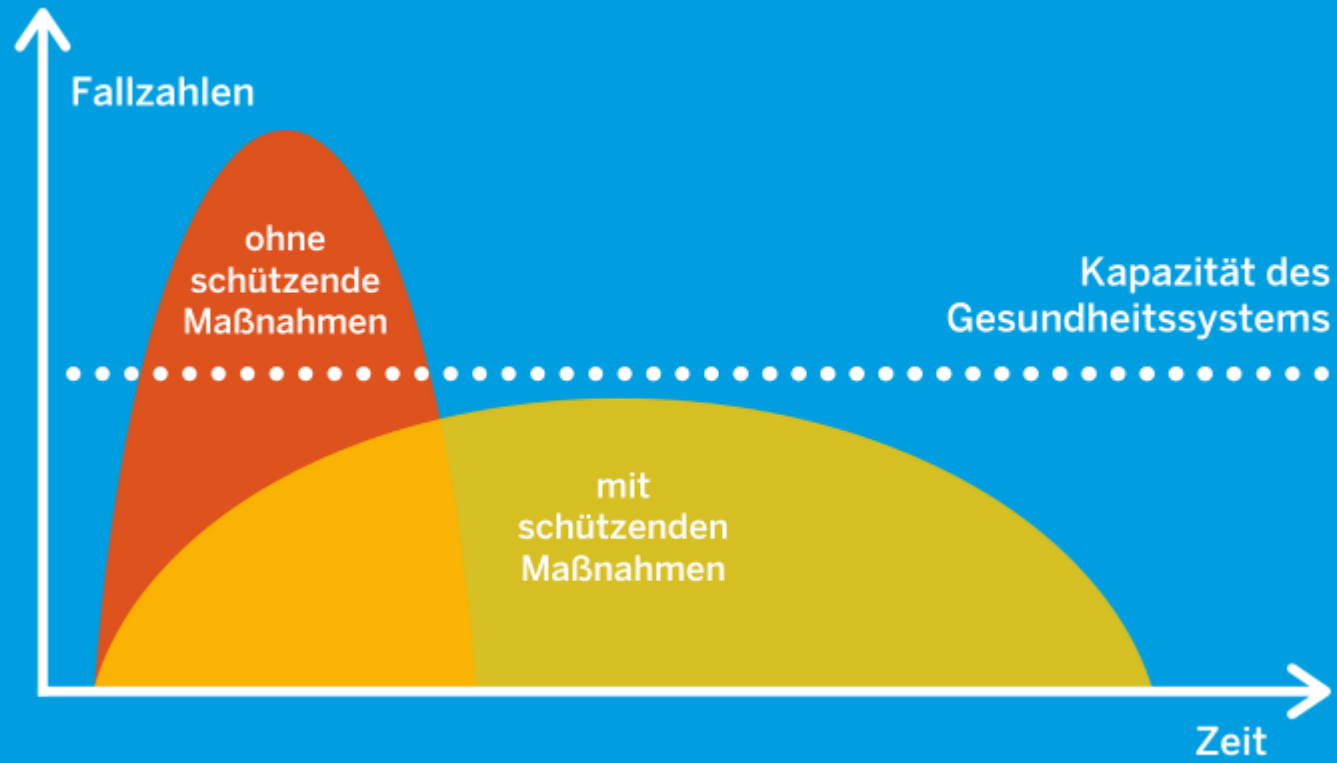 Fallzahlen
ohne
schützende
Maßnahmen
Kapazität des
Gesundheitssystems
mit
schützenden
Maßnahmen
Zeit